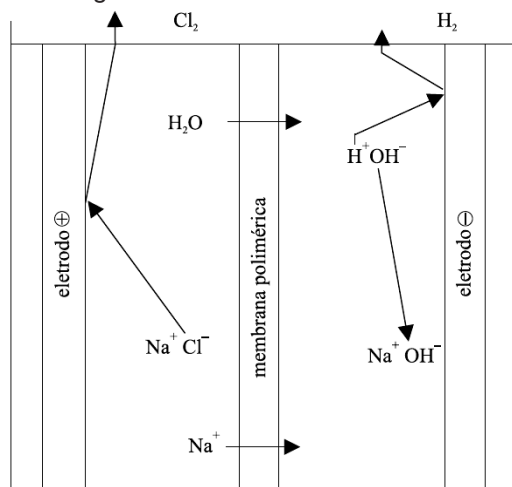 Cl₂ H₂
H₂O
H⁺OH⁻
eletrodo ⊕
membrana polimérica
eletrodo ⊖
Na⁺ Cl⁻
Na⁺ OH⁻
Na⁺